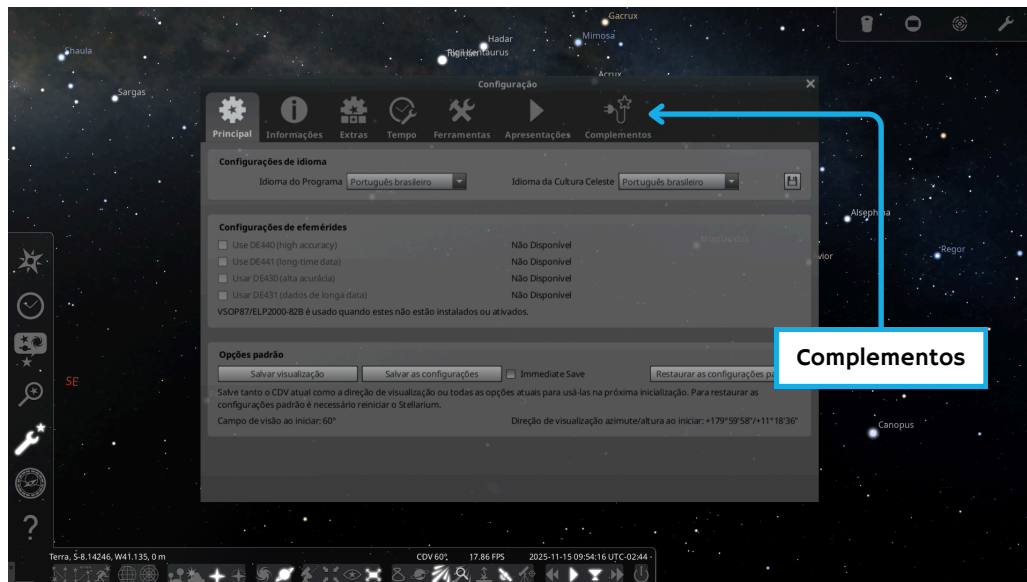 Gacrux
Mimosa
Hadar
Shaula
Acrux
Sargas
Configuração
Principal Informações Extras Tempo Ferramentas Apresentações Complementos
Configurações de idioma
Idioma do Programa Português brasileiro Idioma da Cultura Celeste Português brasileiro
Configurações de efemérides
Use DE440 (high accuracy) Não Disponível
Use DE441 (long-time data) Não Disponível
Usar DE430 (alta acurácia) Não Disponível
Usar DE431 (dados de longa data) Não Disponível
VSOP87/ELP2000-82B é usado quando estes não estão instalados ou ativados.
Alsephina
Regor
Opções padrão
Salvar visualização Salvar as configurações Immediate Save Restaurar as configurações
Salve tanto o CDV atual como a direção de visualização ou todas as opções atuais para usá-las na próxima inicialização. Para restaurar as
configurações padrão é necessário reiniciar o Stellarium.
Campo de visão ao iniciar: 60° Direção de visualização azimute/altura ao iniciar: +179°59'58"/+11°18'36"
Complementos
SE
Canopus
?
Terra, S-8.14246, W41.135, 0 m CDV 60° 17.86 FPS 2025-11-15 09:54:16 UTC-02:44